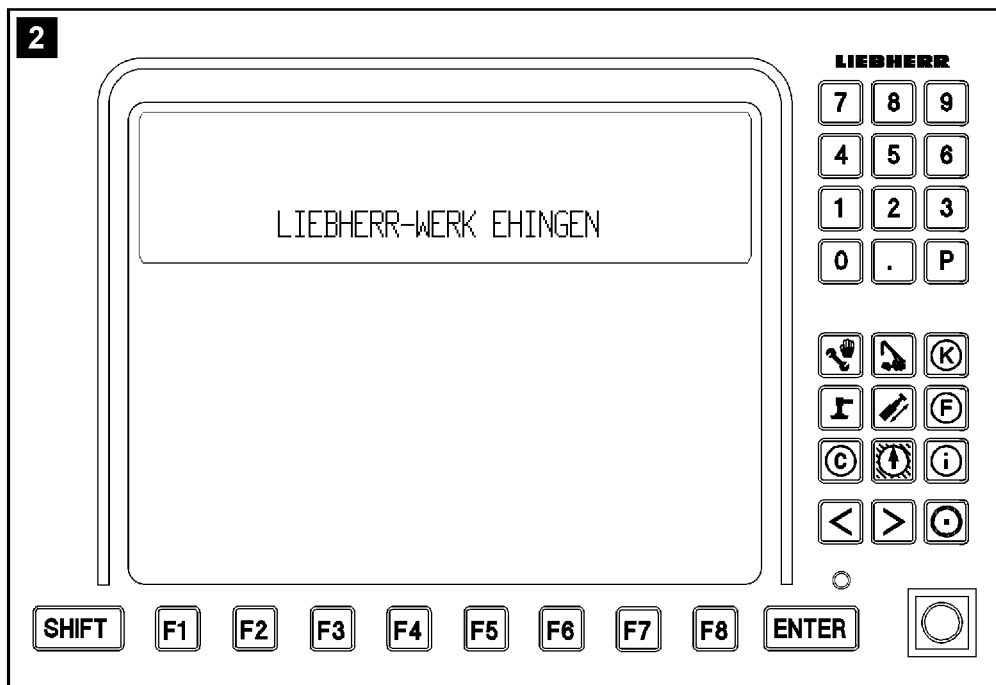 2
LIEBHERR
LIEBHERR-WERK EHINGEN
7 8 9
4 5 6
1 2 3
0 . P
K
F
C i
< >
SHIFT F1 F2 F3 F4 F5 F6 F7 F8 ENTER